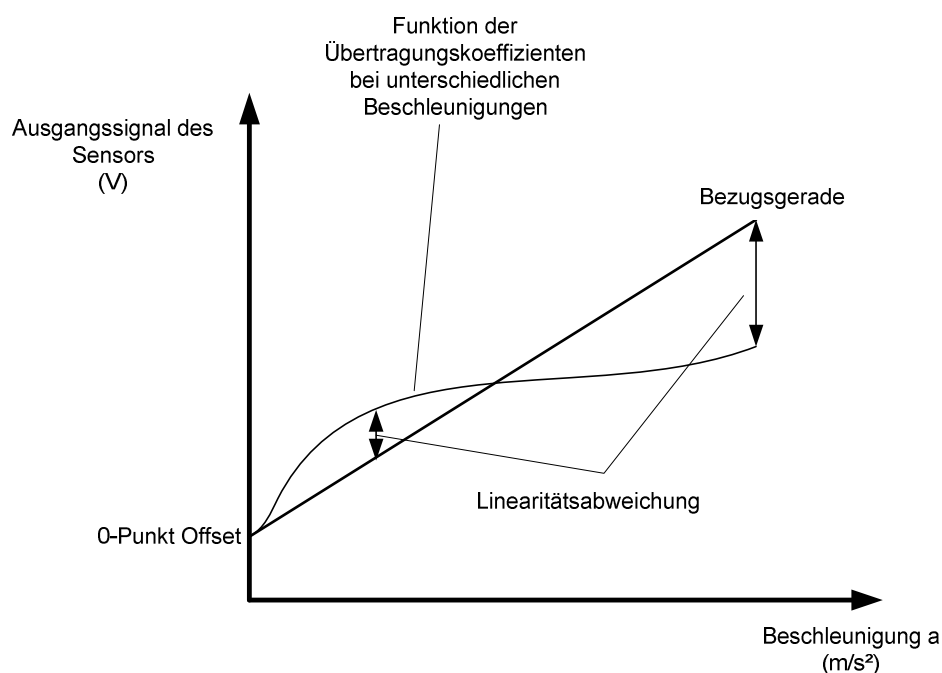 Funktion der
Übertragungskoeffizienten
bei unterschiedlichen
Beschleunigungen
Ausgangssignal des
Sensors
(V)
Bezugsgerade
Linearitätsabweichung
0-Punkt Offset
Beschleunigung a
(m/s²)